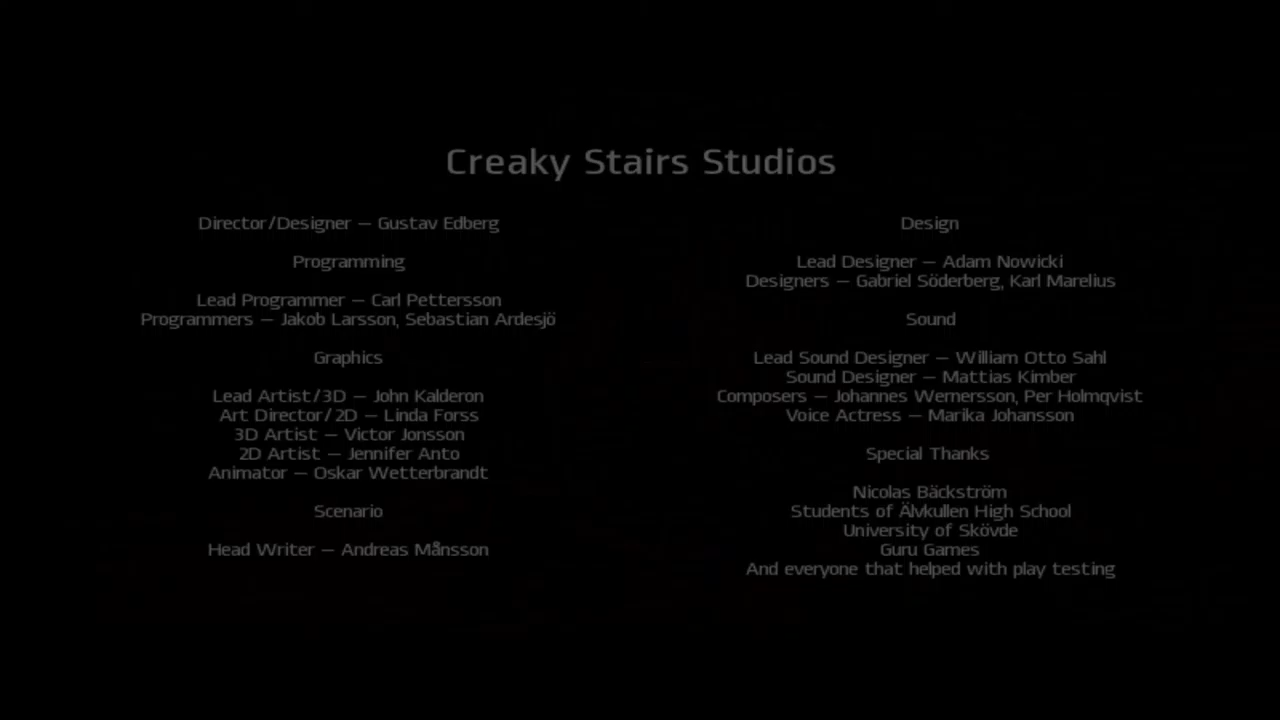 Creaky Stairs Studios
Director/Designer – Gustav Edberg
Programming
Lead Programmer – Carl Pettersson
Programmers – Jakob Larsson, Sebastian Ardesjö
Graphics
Lead Artist/3D – John Kalderon
Art Director/2D – Linda Forss
3D Artist – Victor Jonsson
2D Artist – Jennifer Anto
Animator – Oskar Wetterbrandt
Scenario
Head Writer – Andreas Månsson
Design
Lead Designer – Adam Nowicki
Designers – Gabriel Söderberg, Karl Marelius
Sound
Lead Sound Designer – William Otto Sahl
Sound Designer – Mattias Kimber
Composers – Johannes Wernersson, Per Holmqvist
Voice Actress – Marika Johansson
Special Thanks
Nicolas Bäckström
Students of Älvkullen High School
University of Skövde
Guru Games
And everyone that helped with play testing